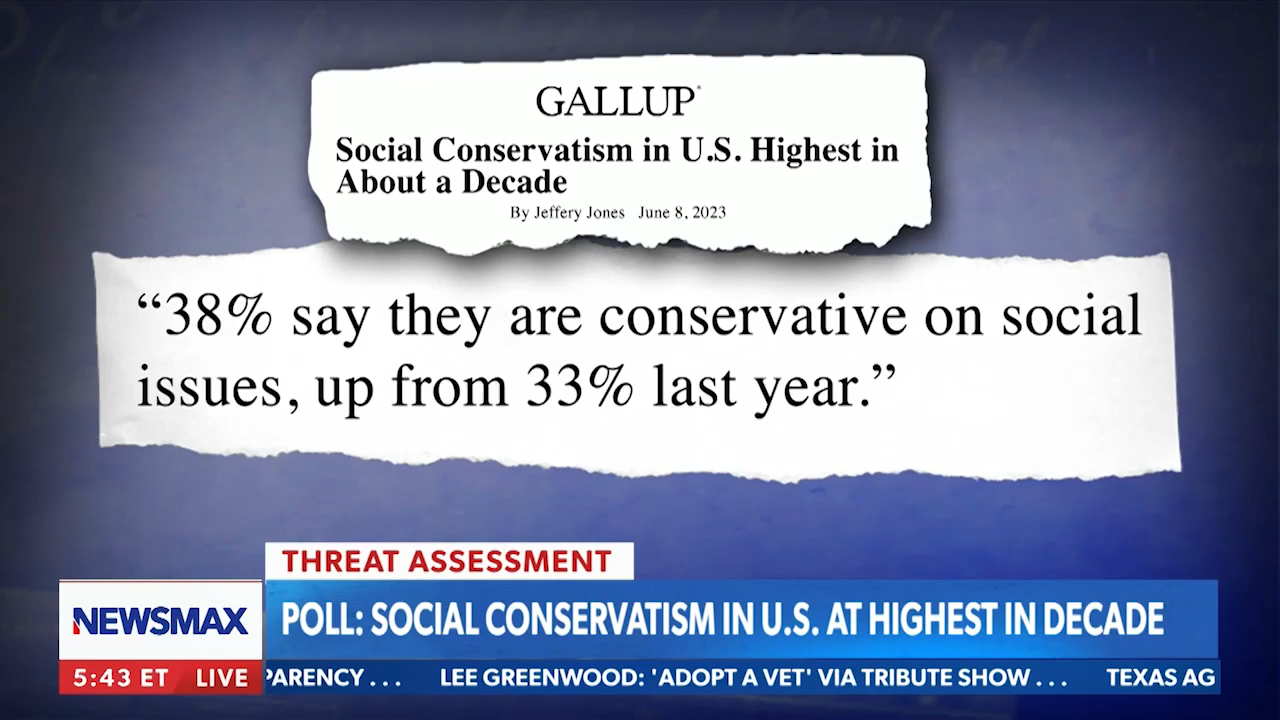 GALLUP
Social Conservatism in U.S. Highest in
About a Decade
By Jeffery Jones June 8, 2023
“38% say they are conservative on social
issues, up from 33% last year.”
THREAT ASSESSMENT
NEWSMAX
POLL: SOCIAL CONSERVATISM IN U.S. AT HIGHEST IN DECADE
5:43 ET LIVE
PARENCY . . . LEE GREENWOOD: 'ADOPT A VET' VIA TRIBUTE SHOW . . . TEXAS AG